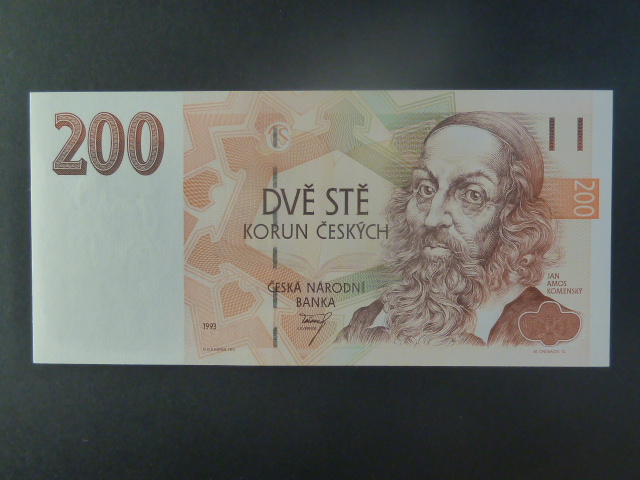 200
DVĚ STĚ
KORUN ČESKÝCH
ČESKÁ NÁRODNÍ
BANKA
1993
200
JAN
AMOS
KOMENSKÝ